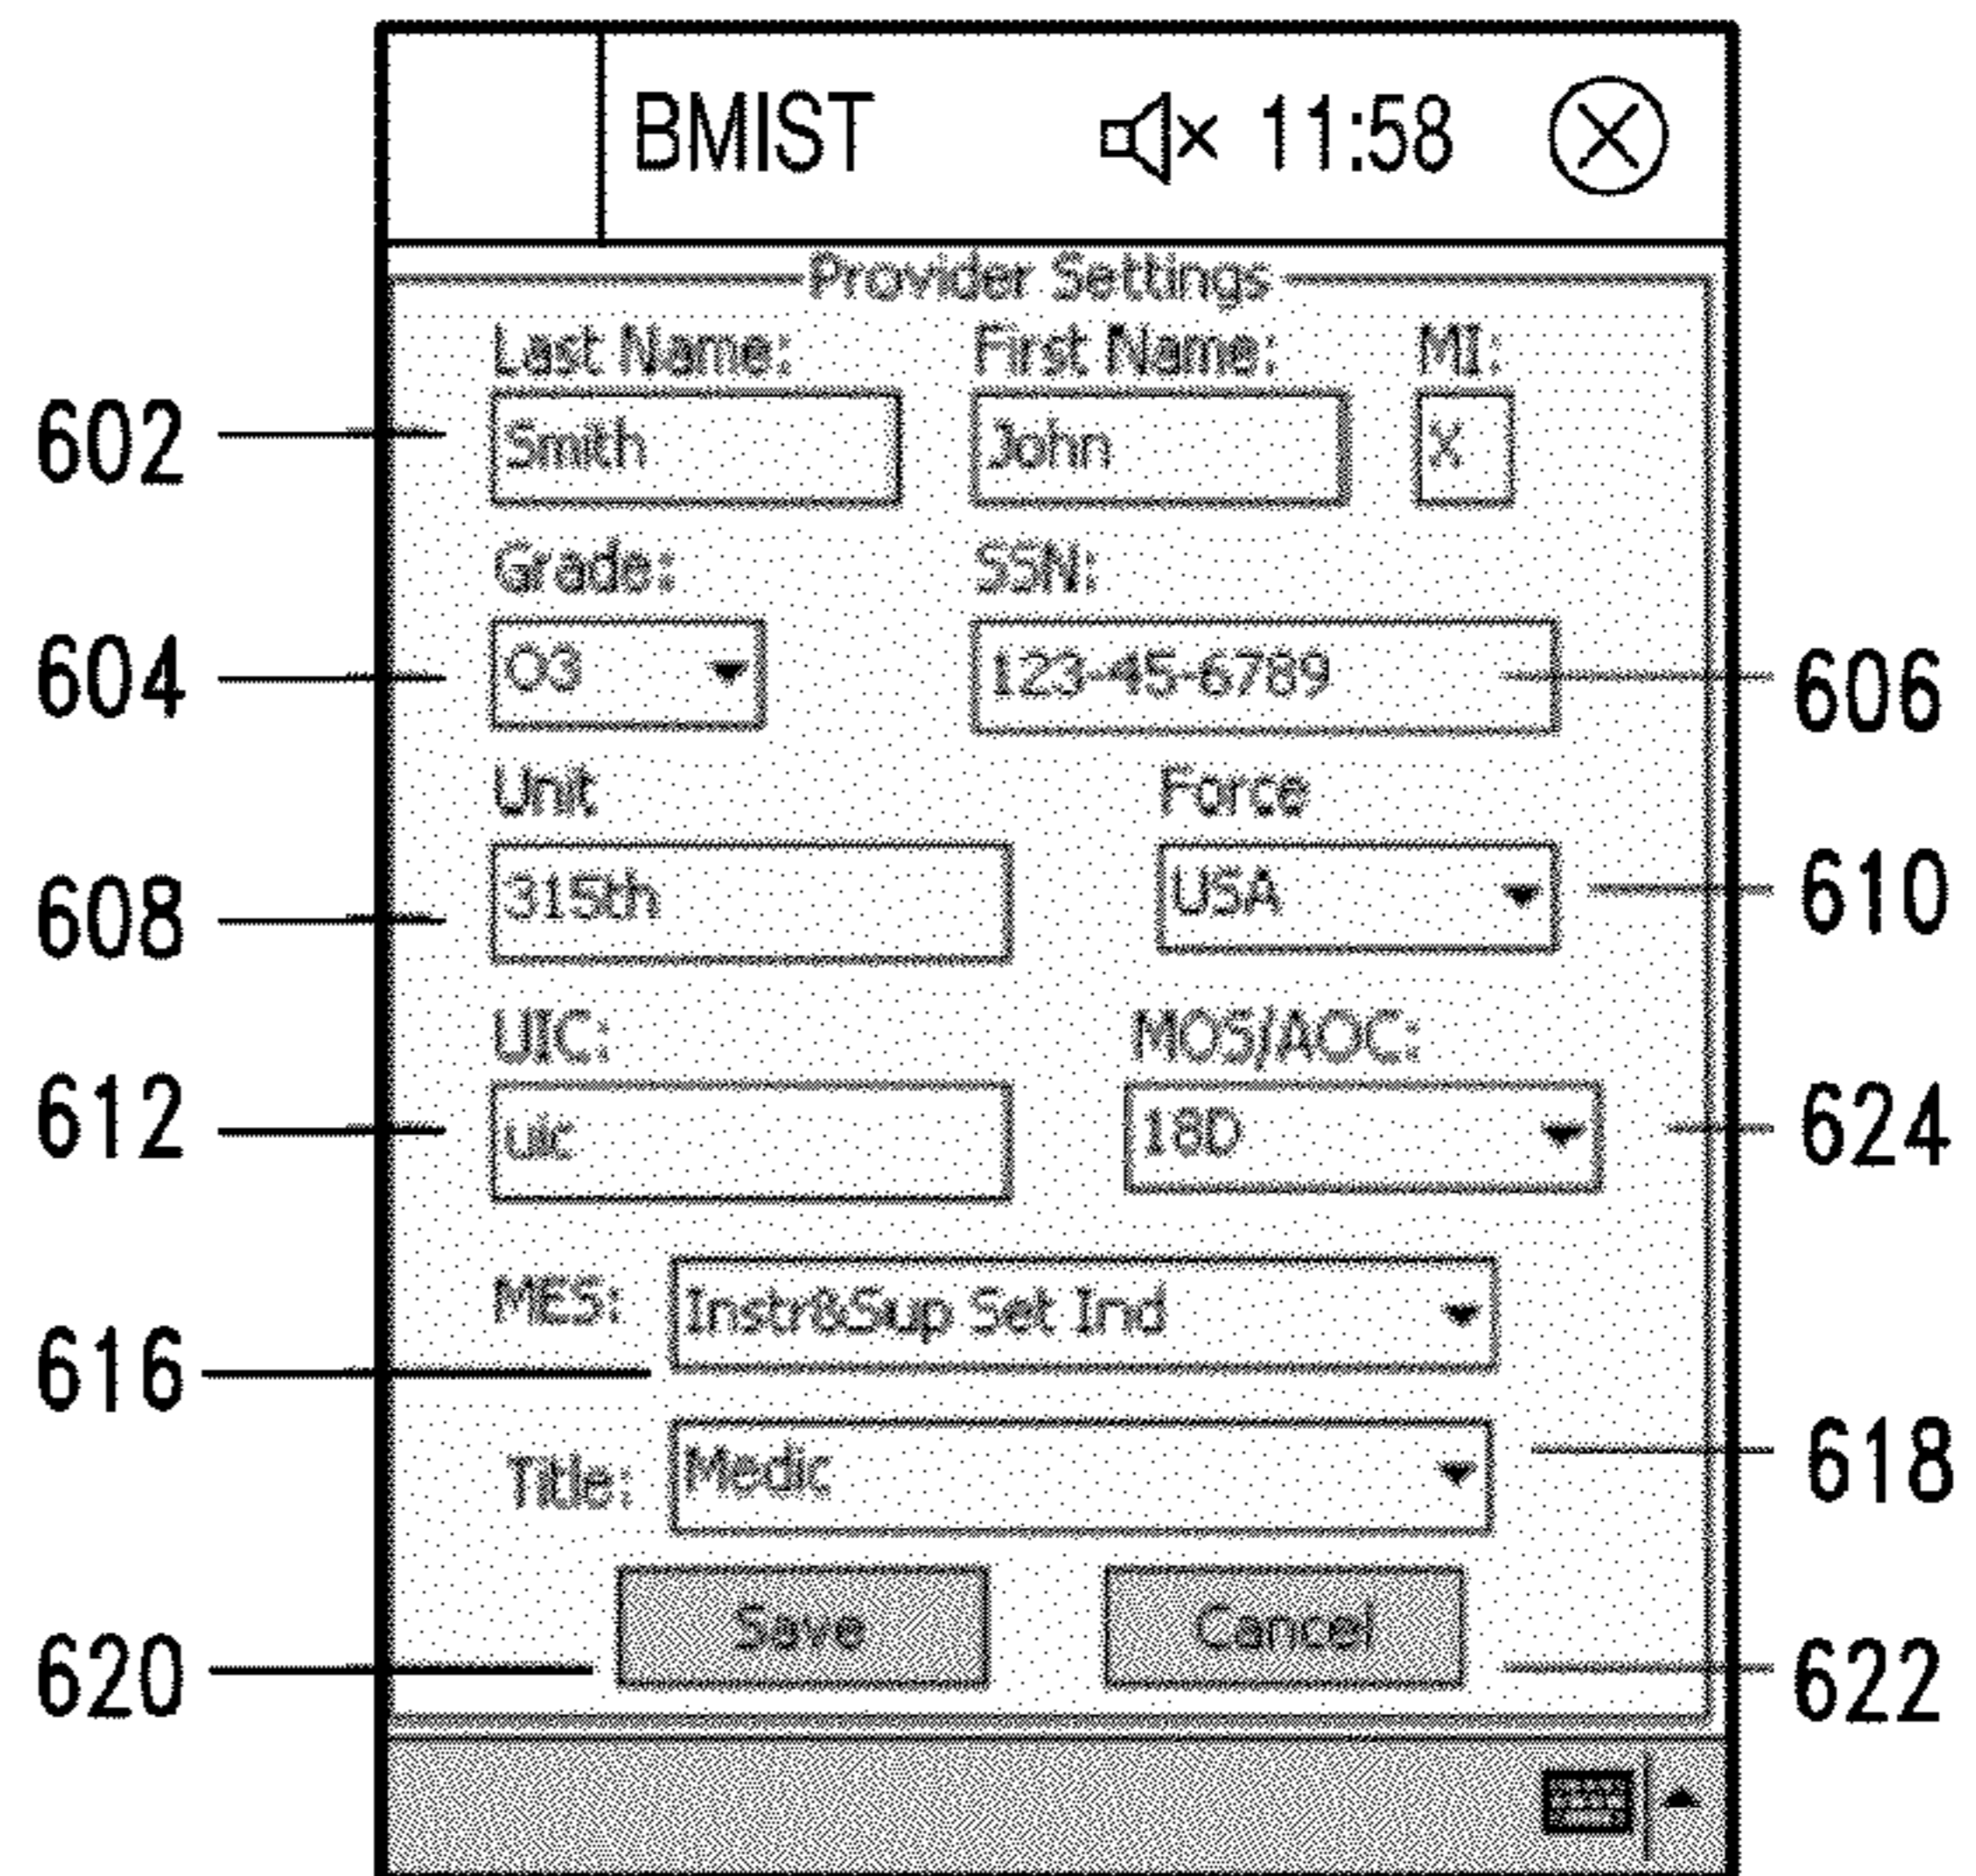 BMIST 11:58
Provider Settings
Last Name: First Name: MI:
602 Smith John X
Grade: SSN:
604 O3 123-45-6789 606
Unit Force
608 315th USA 610
UIC: MOS/AOC:
612 uic 18D 624
MES: Instr&Sup Set Ind
616
Title: Medic 618
Save Cancel
620 622